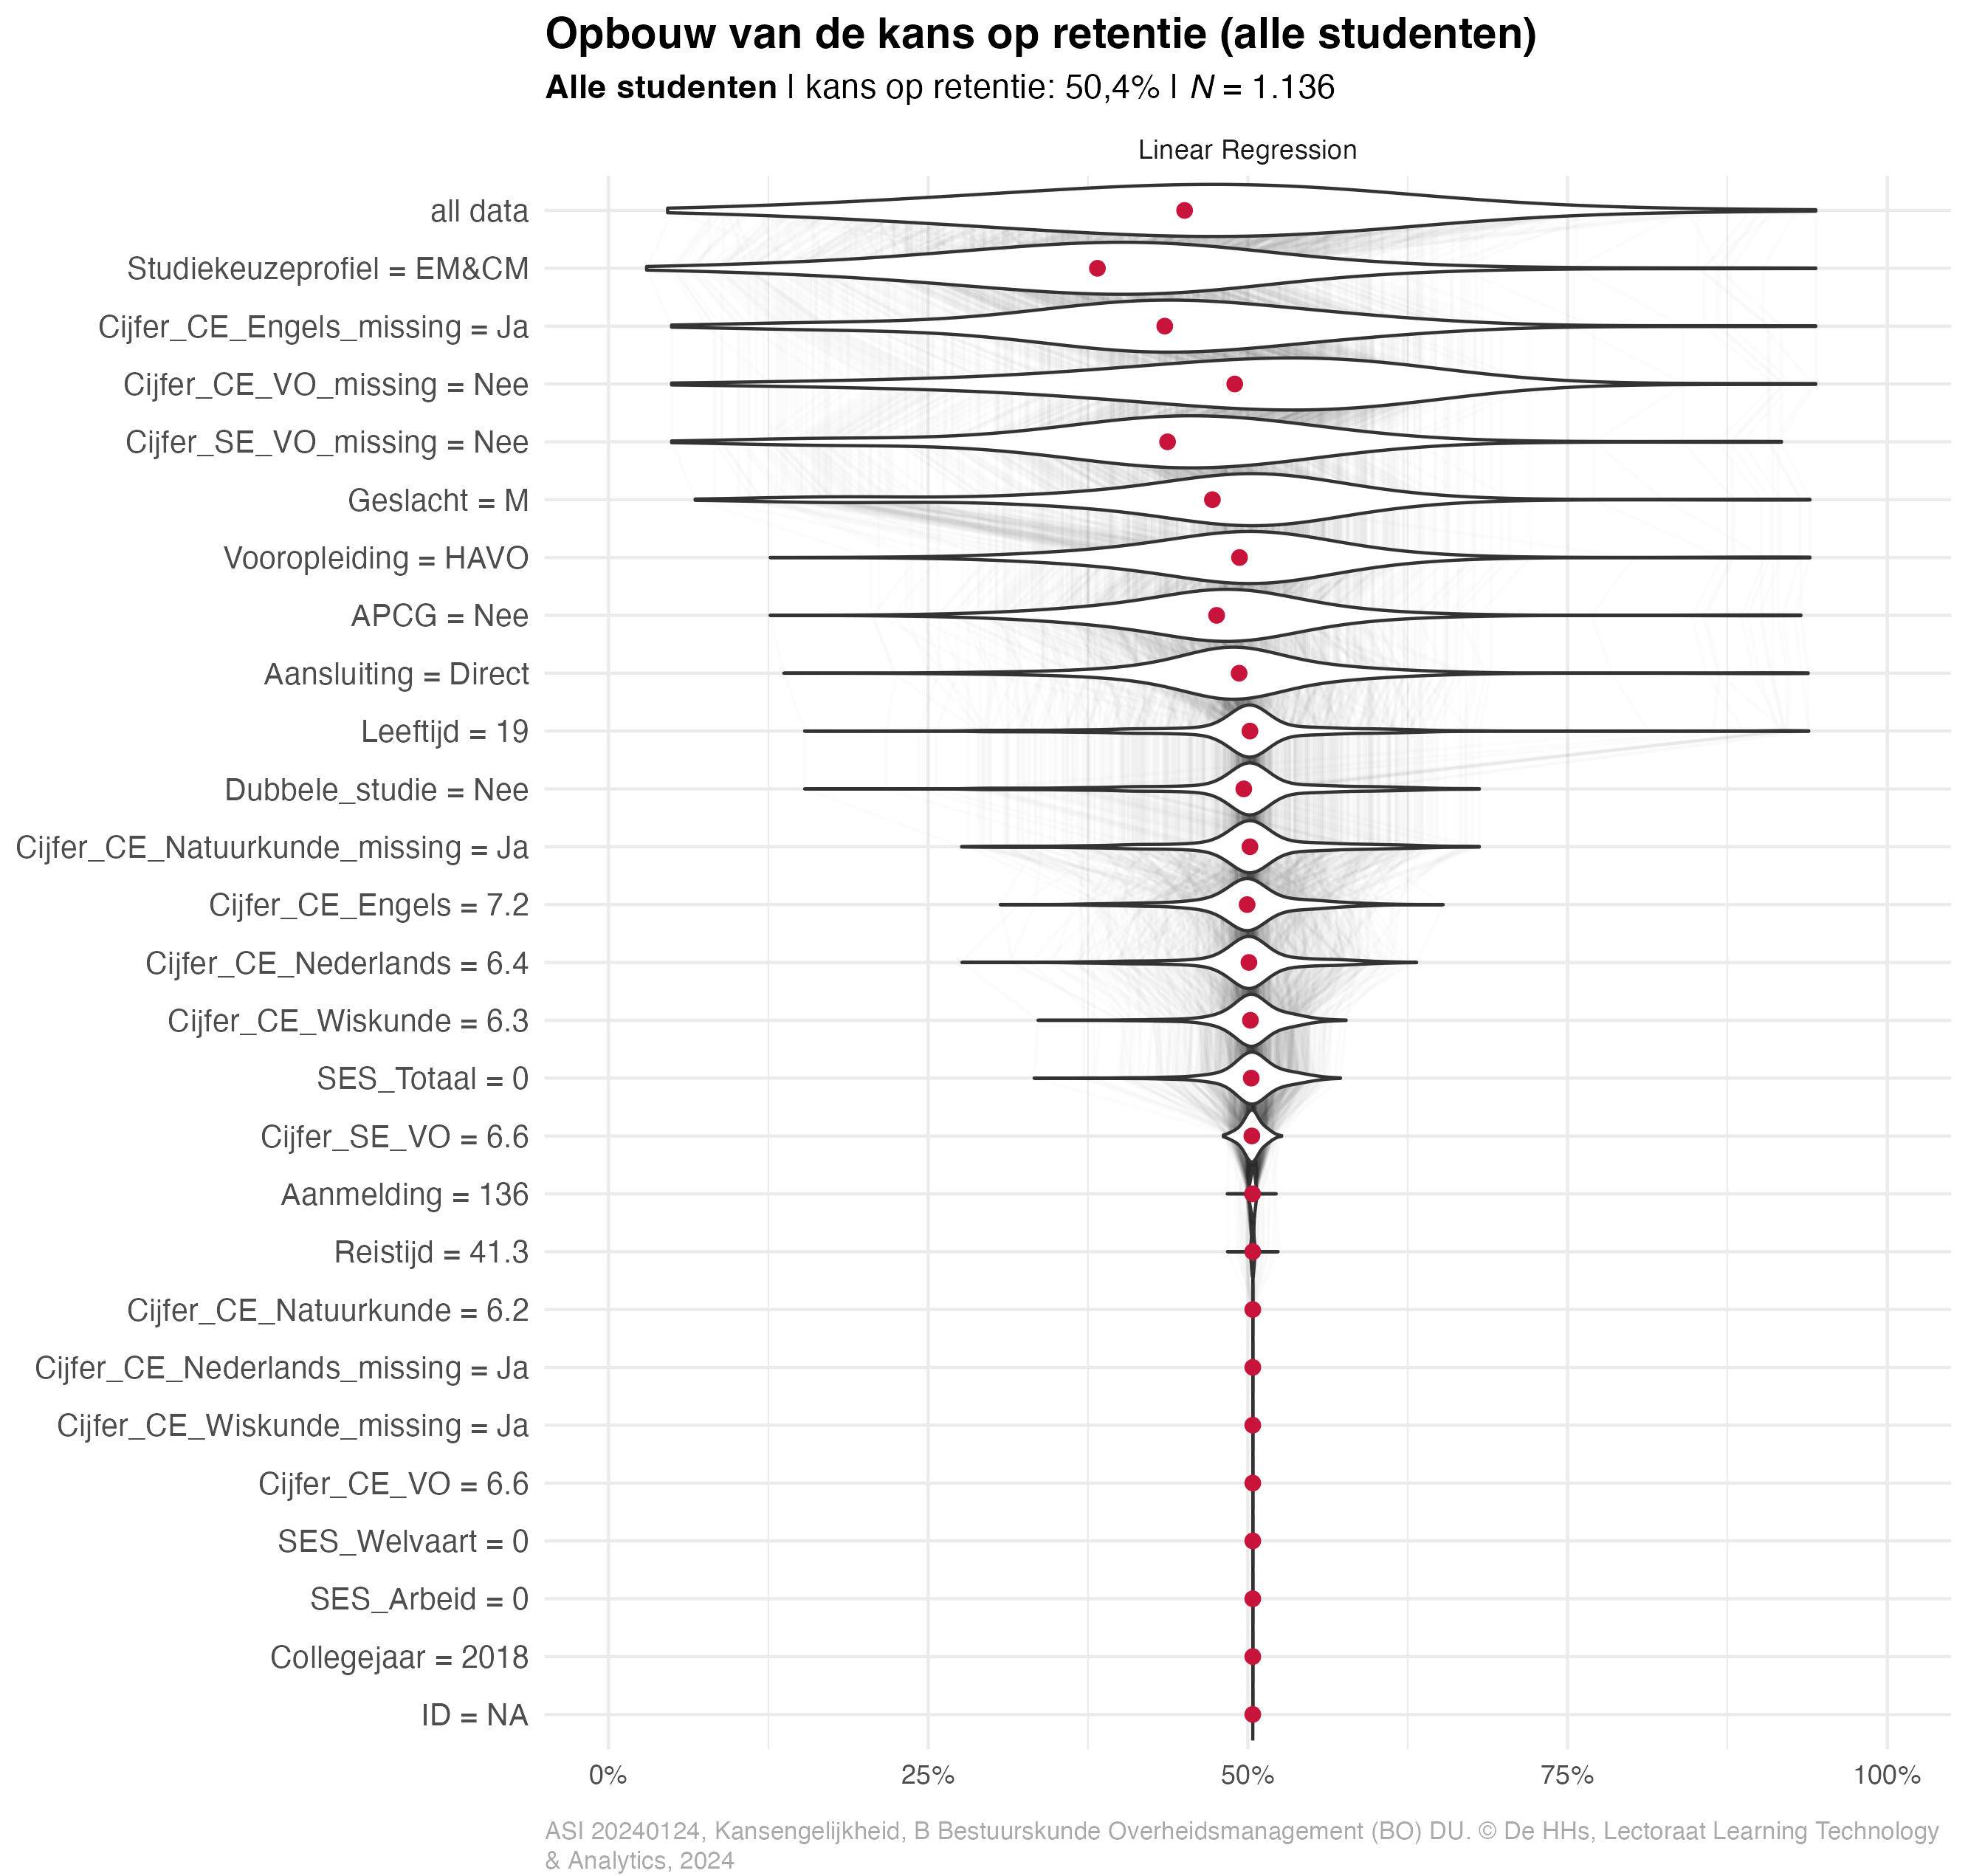 Opbouw van de kans op retentie (alle studenten)
Alle studenten | kans op retentie: 50,4% | N = 1.136
Linear Regression
all data
Studiekeuzeprofiel = EM&CM
Cijfer_CE_Engels_missing = Ja
Cijfer_CE_VO_missing = Nee
Cijfer_SE_VO_missing = Nee
Geslacht = M
Vooropleiding = HAVO
APCG = Nee
Aansluiting = Direct
Leeftijd = 19
Dubbele_studie = Nee
Cijfer_CE_Natuurkunde_missing = Ja
Cijfer_CE_Engels = 7.2
Cijfer_CE_Nederlands = 6.4
Cijfer_CE_Wiskunde = 6.3
SES_Totaal = 0
Cijfer_SE_VO = 6.6
Aanmelding = 136
Reistijd = 41.3
Cijfer_CE_Natuurkunde = 6.2
Cijfer_CE_Nederlands_missing = Ja
Cijfer_CE_Wiskunde_missing = Ja
Cijfer_CE_VO = 6.6
SES_Welvaart = 0
SES_Arbeid = 0
Collegejaar = 2018
ID = NA
0% 25% 50% 75% 100%
ASI 20240124, Kansengelijkheid, B Bestuurskunde Overheidsmanagement (BO) DU. © De HHs, Lectoraat Learning Technology
& Analytics, 2024